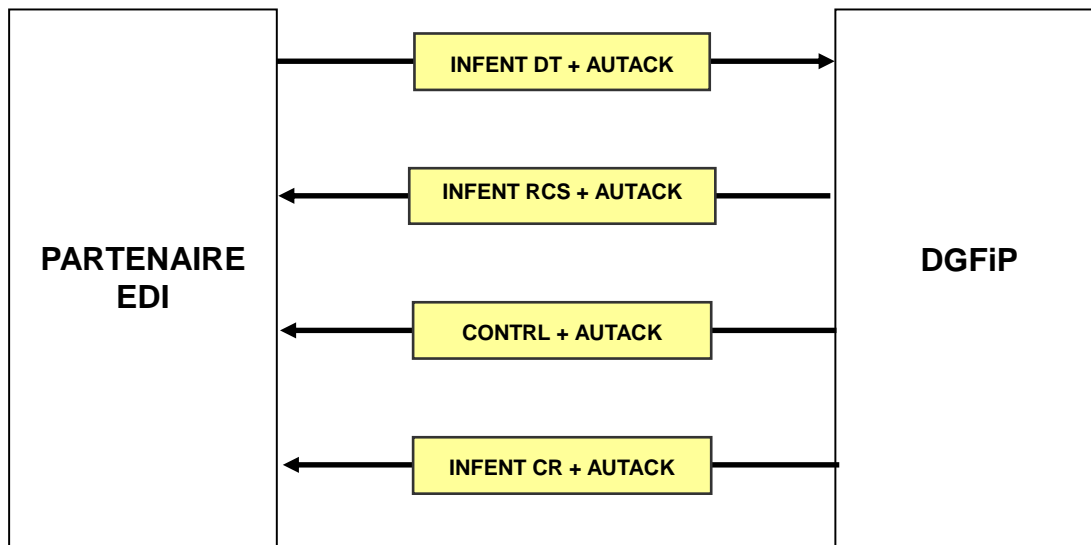 INFENT DT + AUTACK
INFENT RCS + AUTACK
PARTENAIRE
EDI
DGFiP
CONTRL + AUTACK
INFENT CR + AUTACK